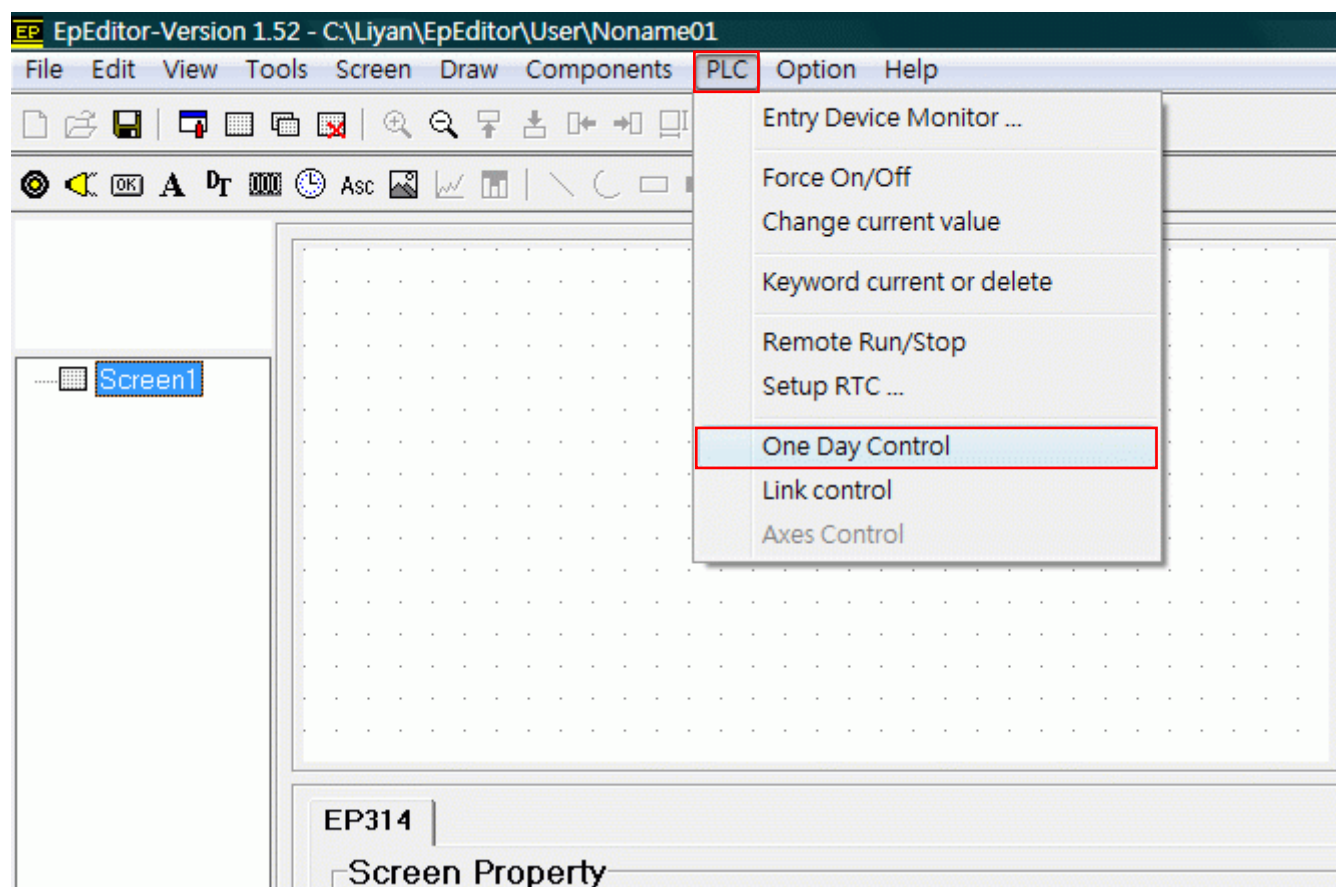 EP EpEditor-Version 1.52 - C:\Liyan\EpEditor\User\Noname01
File Edit View Tools Screen Draw Components PLC Option Help
OK A DT Asc
Entry Device Monitor ...
Force On/Off
Change current value
Keyword current or delete
Remote Run/Stop
Setup RTC ...
One Day Control
Link control
Axes Control
Screen1
EP314
Screen Property